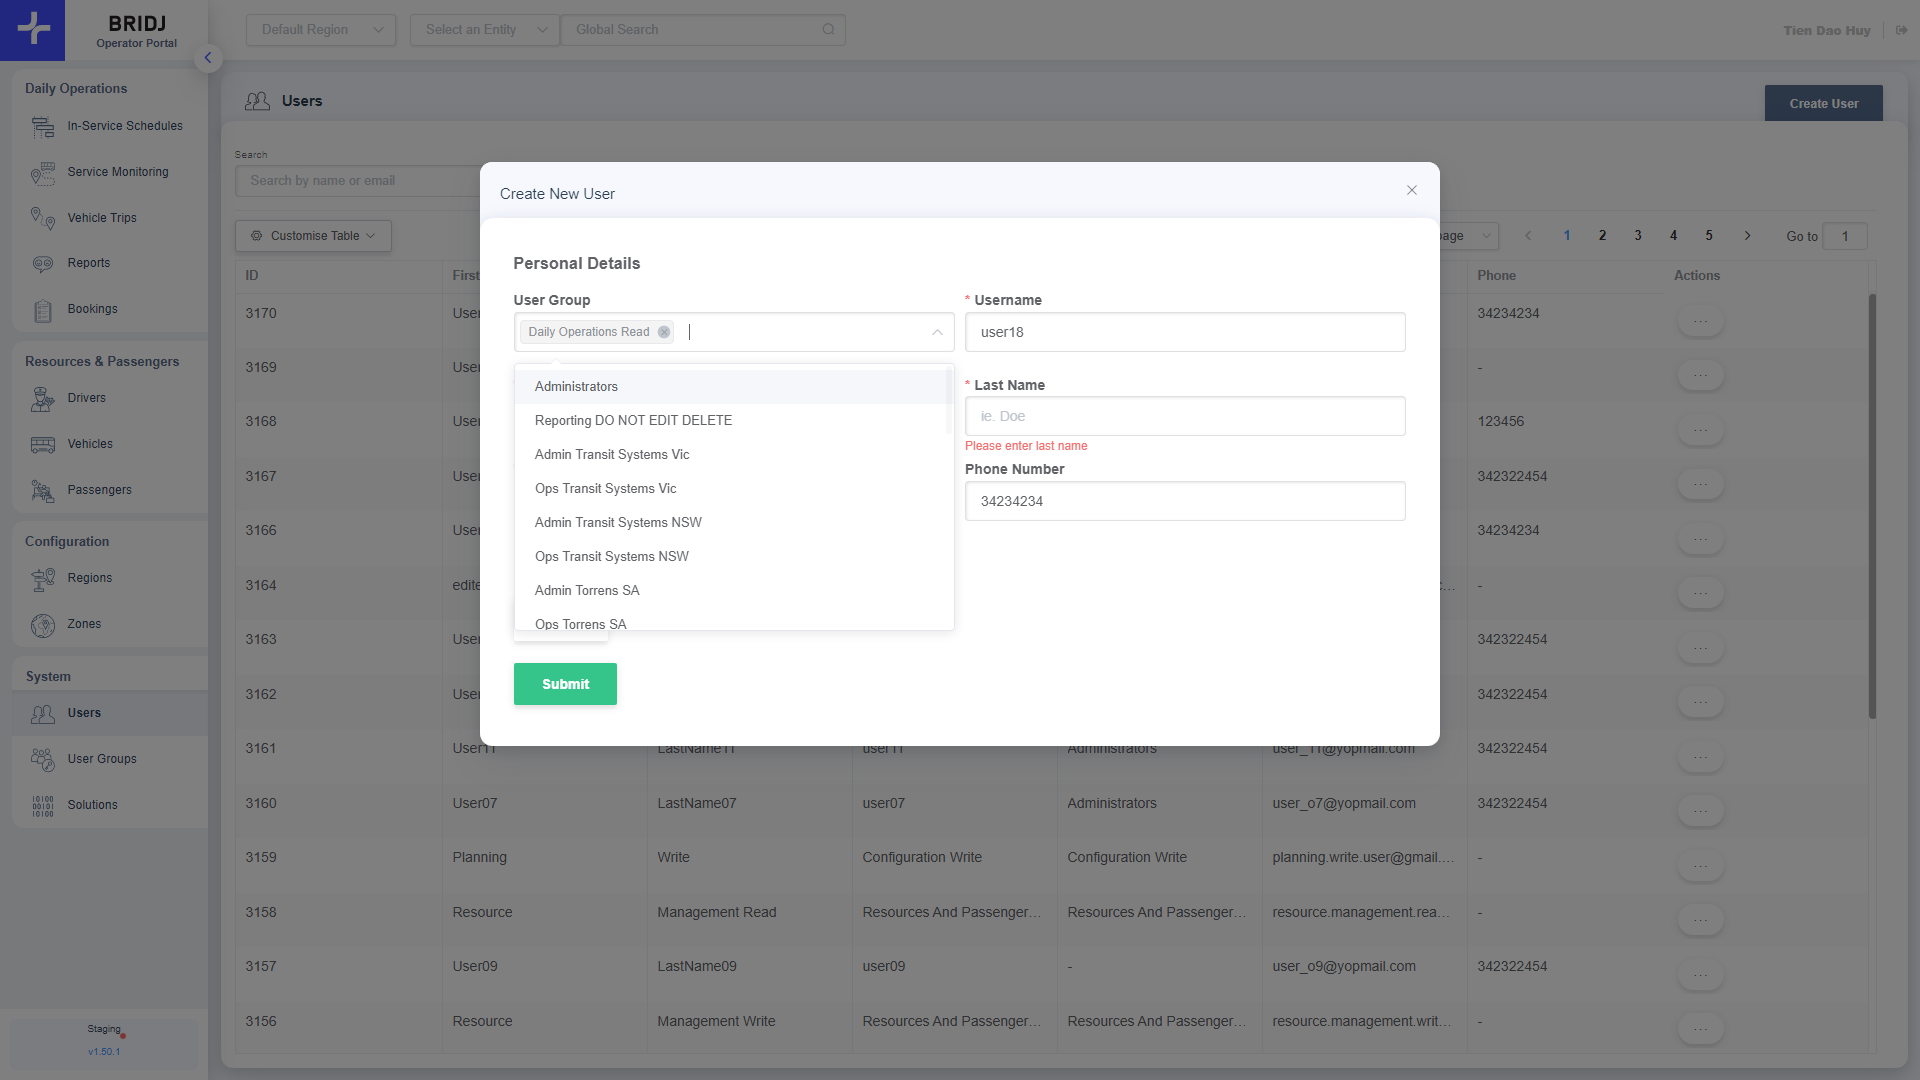 BRIDJ
Operator Portal
Default Region
Select an Entity
Global Search
Tien Dao Huy
Daily Operations
In-Service Schedules
Service Monitoring
Vehicle Trips
Reports
Bookings
Resources & Passengers
Drivers
Vehicles
Passengers
Configuration
Regions
Zones
System
Users
User Groups
Solutions
Staging
v1.50.1
Users
Create User
Search
Search by name or email
Customise Table
1 2 3 4 5
Go to 1
ID First Phone Actions
3170 User 34234234 ...
3169 User - ...
3168 User 123456 ...
3167 User 342322454 ...
3166 User 34234234 ...
3164 edite c... - ...
3163 User 342322454 ...
3162 User 342322454 ...
3161 User11 LastName11 user11 Administrators user_11@yopmail.com 342322454 ...
3160 User07 LastName07 user07 Administrators user_o7@yopmail.com 342322454 ...
3159 Planning Write Configuration Write Configuration Write planning.write.user@gmail.... - ...
3158 Resource Management Read Resources And Passenger... Resources And Passenger... resource.management.rea... - ...
3157 User09 LastName09 user09 - user_o9@yopmail.com 342322454 ...
3156 Resource Management Write Resources And Passenger... Resources And Passenger... resource.management.writ... - ...
Create New User
Personal Details
User Group
Daily Operations Read
Administrators
Reporting DO NOT EDIT DELETE
Admin Transit Systems Vic
Ops Transit Systems Vic
Admin Transit Systems NSW
Ops Transit Systems NSW
Admin Torrens SA
Ops Torrens SA
* Username
user18
* Last Name
ie. Doe
Please enter last name
Phone Number
34234234
Submit